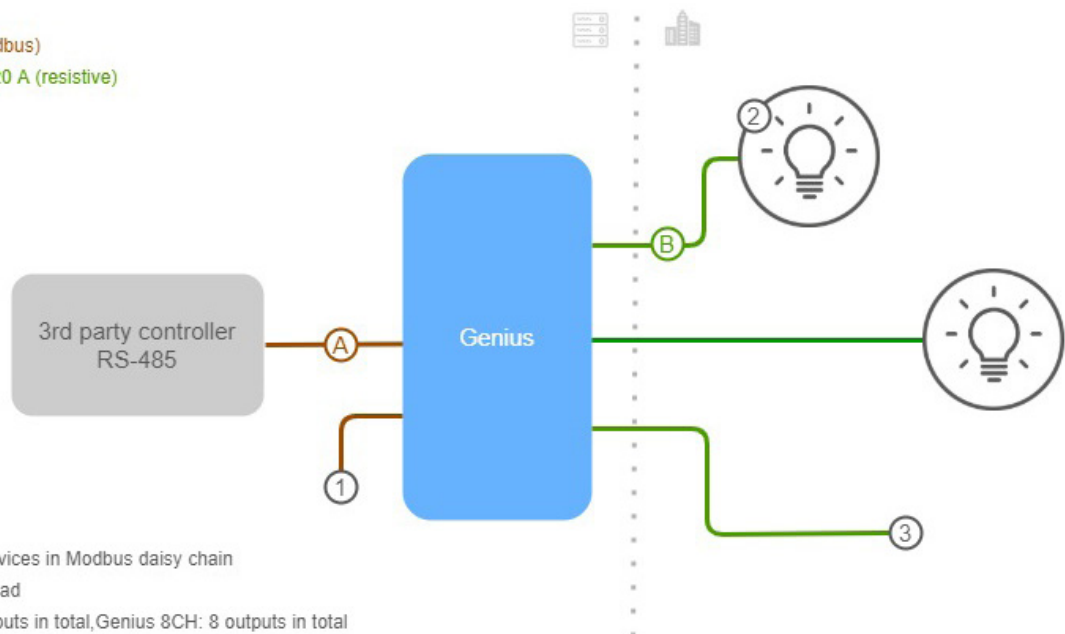 dbus)
20 A (resistive)
2
B
3rd party controller
RS-485
A
Genius
1
3
vices in Modbus daisy chain
ad
puts in total,Genius 8CH: 8 outputs in total